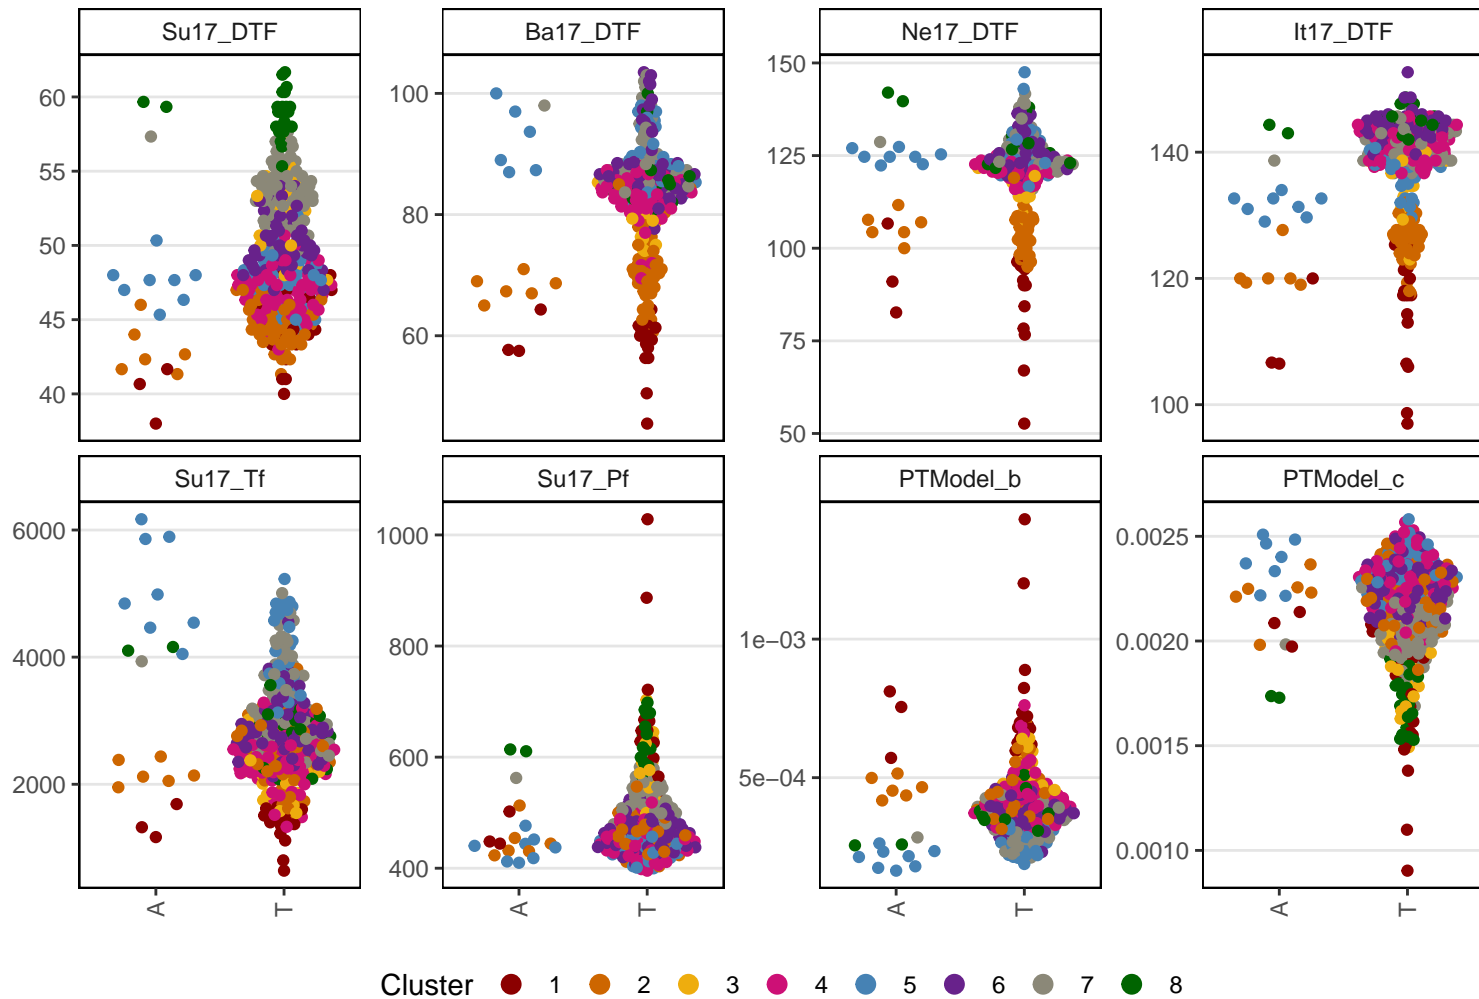 Su17_DTF
Ba17_DTF
Ne17_DTF
It17_DTF
60
55
50
45
40
100
80
60
150
125
100
75
50
140
120
100
Su17_Tf
Su17_Pf
PTModel_b
PTModel_c
6000
4000
2000
1000
800
600
400
1e−03
5e−04
0.0025
0.0020
0.0015
0.0010
A
T
A
T
A
T
A
T
Cluster 1 2 3 4 5 6 7 8